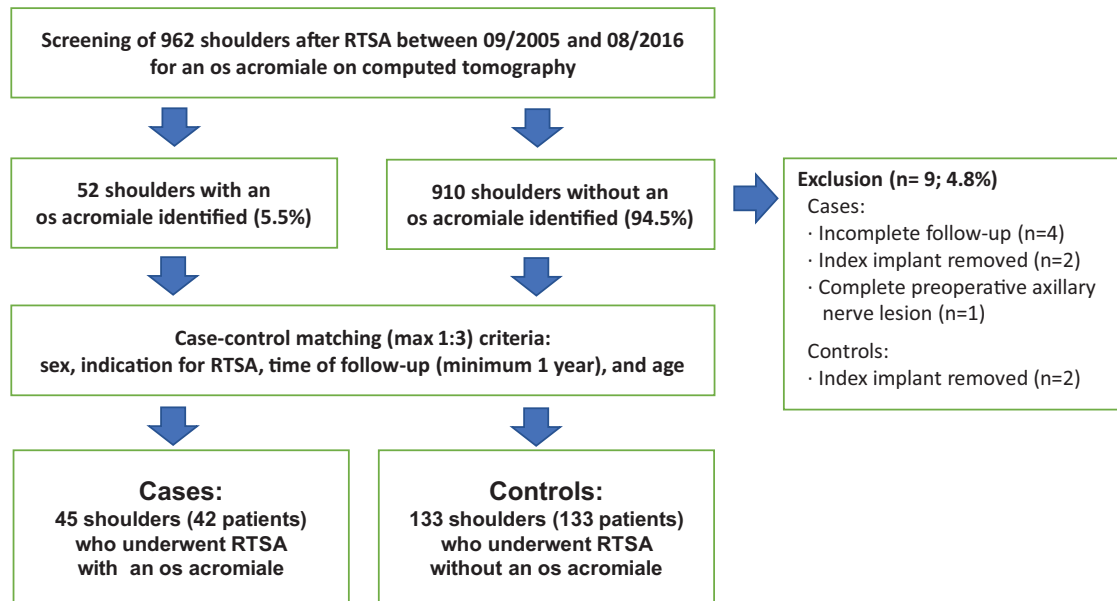 Screening of 962 shoulders after RTSA between 09/2005 and 08/2016
for an os acromiale on computed tomography
52 shoulders with an
os acromiale identified (5.5%)
910 shoulders without an
os acromiale identified (94.5%)
Exclusion (n= 9; 4.8%)
Cases:
· Incomplete follow-up (n=4)
· Index implant removed (n=2)
· Complete preoperative axillary
nerve lesion (n=1)
Controls:
· Index implant removed (n=2)
Case-control matching (max 1:3) criteria:
sex, indication for RTSA, time of follow-up (minimum 1 year), and age
Cases:
45 shoulders (42 patients)
who underwent RTSA
with an os acromiale
Controls:
133 shoulders (133 patients)
who underwent RTSA
without an os acromiale